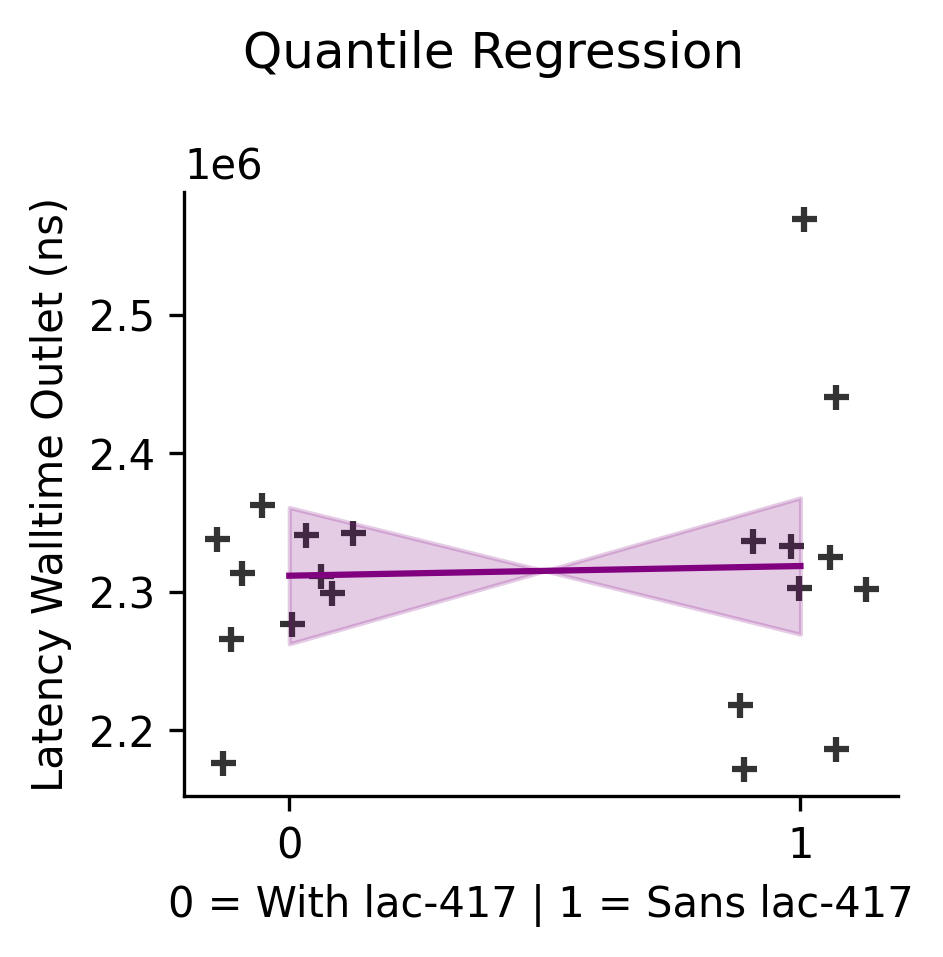 Quantile Regression
1e6
Latency Walltime Outlet (ns)
2.5
2.4
2.3
2.2
0
1
0 = With lac-417 | 1 = Sans lac-417